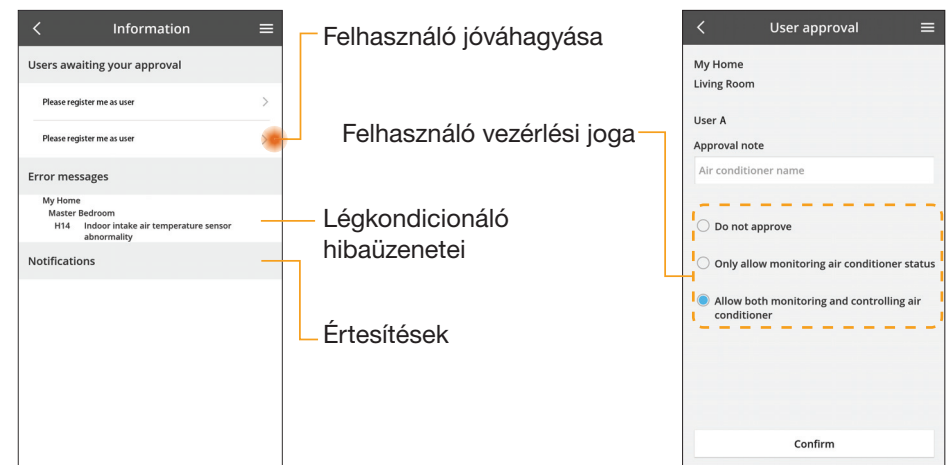 Information
Users awaiting your approval
Please register me as user
Please register me as user
Error messages
My Home
Master Bedroom
H14 Indoor intake air temperature sensor
abnormality
Notifications
Felhasználó jóváhagyása
Felhasználó vezérlési joga
Légkondicionáló
hibaüzenetei
Értesítések
User approval
My Home
Living Room
User A
Approval note
Air conditioner name
Do not approve
Only allow monitoring air conditioner status
Allow both monitoring and controlling air
conditioner
Confirm